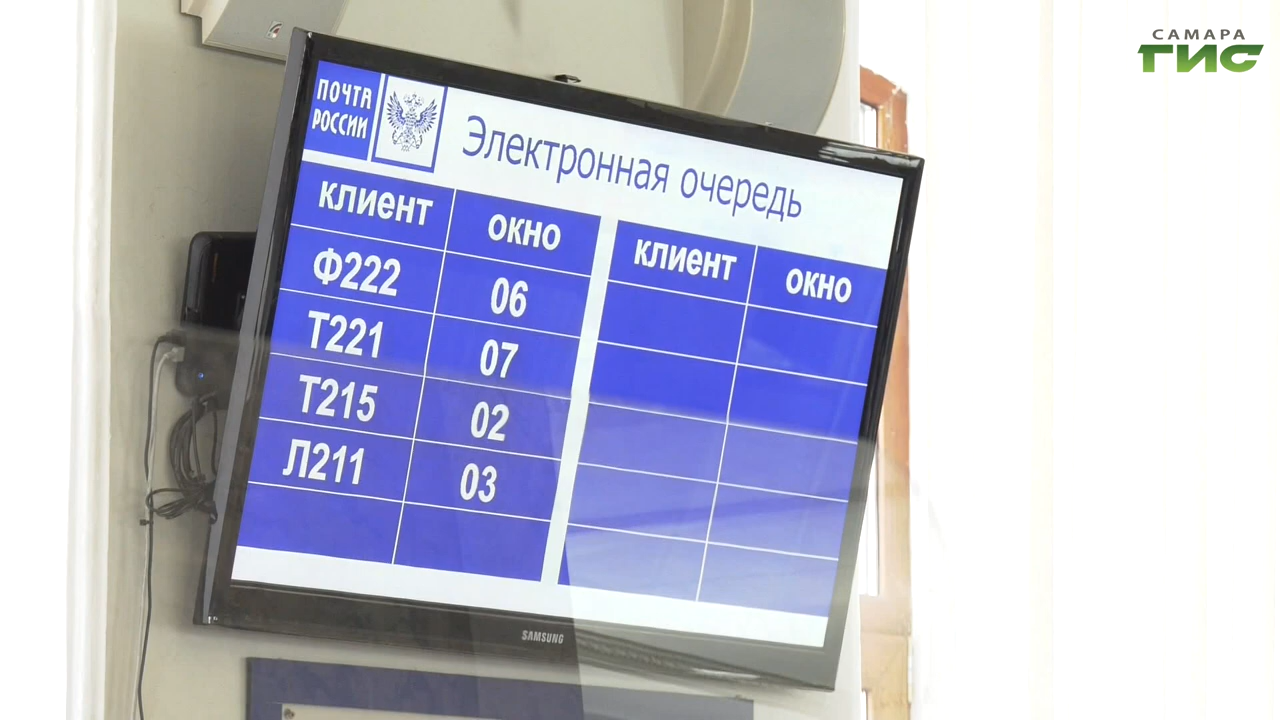 САМАРА
ГИС
ПОЧТА
РОССИИ
Электронная очередь
клиент окно
Ф222 06
Т221 07
Т215 02
Л211 03
клиент окно
SAMSUNG